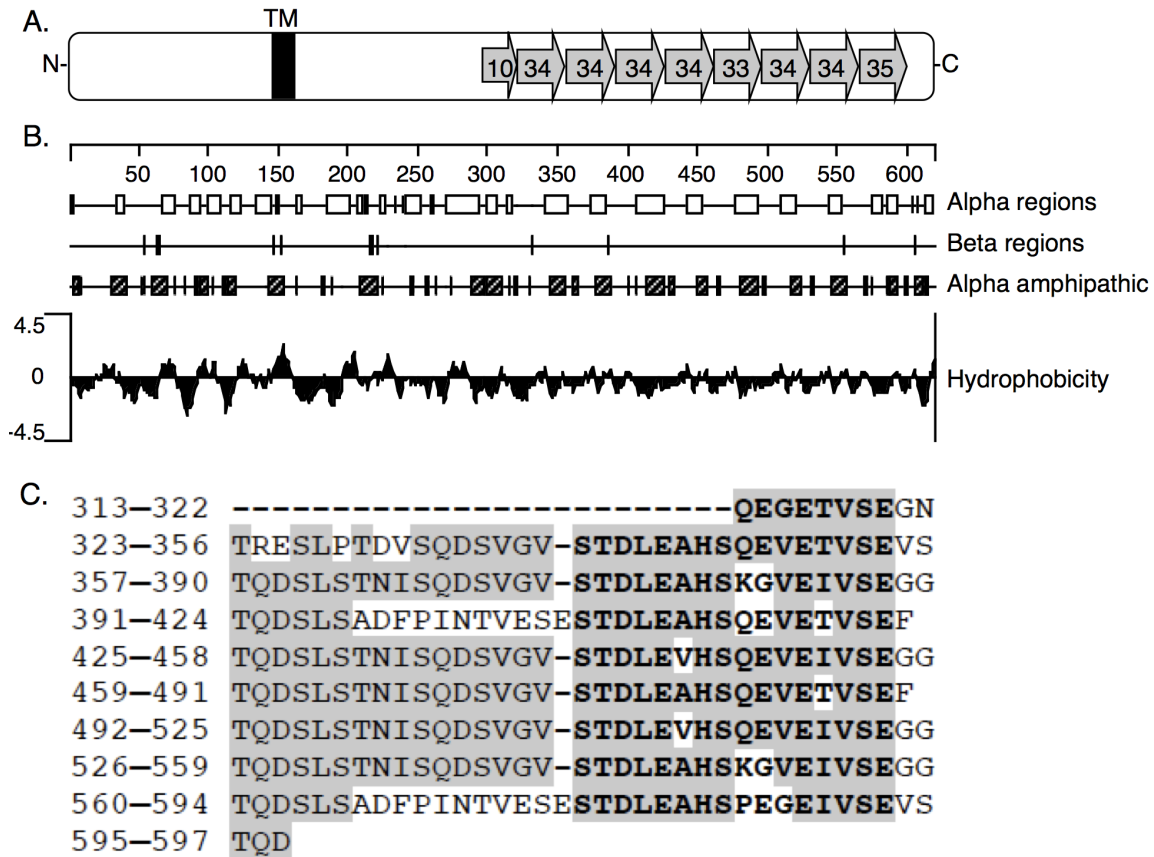 A.
TM
N-
10 34 34 34 34 33 34 34 35
-C
B.
50 100 150 200 250 300 350 400 450 500 550 600
Alpha regions
Beta regions
Alpha amphipathic
4.5
0
-4.5
Hydrophobicity
C.
313—322 -------------------------QEGETVSEGN
323—356 TRESLPTDVSQDSVGV-STDLEAHSQEVETVSEVS
357—390 TQDSLSTNISQDSVGV-STDLEAHSKGVEIVSEGG
391—424 TQDSLSADFPINTVESESTDLEAHSQEVETVSEF
425—458 TQDSLSTNISQDSVGV-STDLEVHSQEVEIVSEGG
459—491 TQDSLSTNISQDSVGV-STDLEAHSQEVETVSEF
492—525 TQDSLSTNISQDSVGV-STDLEVHSQEVEIVSEGG
526—559 TQDSLSTNISQDSVGV-STDLEAHSKGVEIVSEGG
560—594 TQDSLSADFPINTVESESTDLEAHSPEGEIVSEVS
595—597 TQD